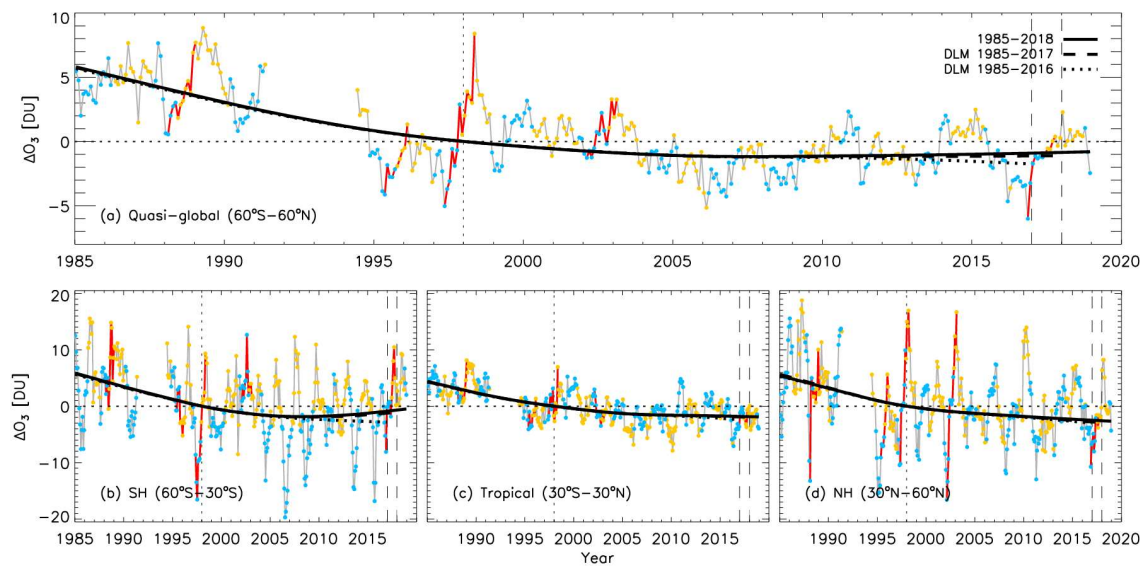 10
5
0
−5
ΔO₃ [DU]
1985−2018
DLM 1985−2017
DLM 1985−2016
(a) Quasi−global (60°S−60°N)
1985 1990 1995 2000 2005 2010 2015 2020
20
10
0
−10
−20
ΔO₃ [DU]
(b) SH (60°S−30°S)
(c) Tropical (30°S−30°N)
(d) NH (30°N−60°N)
1985 1990 1995 2000 2005 2010 2015 1990 1995 2000 2005 2010 2015 1990 1995 2000 2005 2010 2015 2020
Year